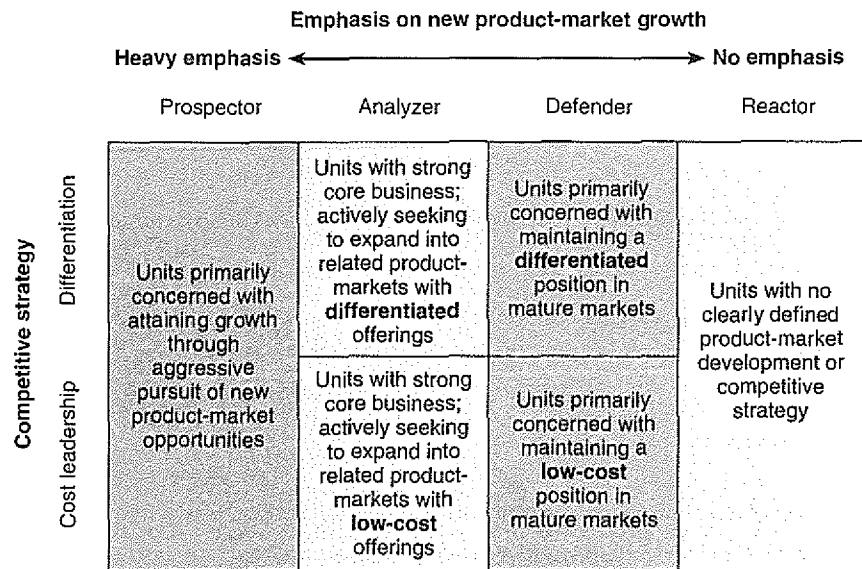 Emphasis on new product-market growth
Heavy emphasis
No emphasis
Prospector
Analyzer
Defender
Reactor
Competitive strategy
Differentiation
Cost leadership
Units primarily
concerned with
attaining growth
through
aggressive
pursuit of new
product-market
opportunities
Units with strong
core business;
actively seeking
to expand into
related product-
markets with
differentiated
offerings
Units primarily
concerned with
maintaining a
differentiated
position in
mature markets
Units with no
clearly defined
product-market
development or
competitive
strategy
Units with strong
core business;
actively seeking
to expand into
related product-
markets with
low-cost
offerings
Units primarily
concerned with
maintaining a
low-cost
position in
mature markets